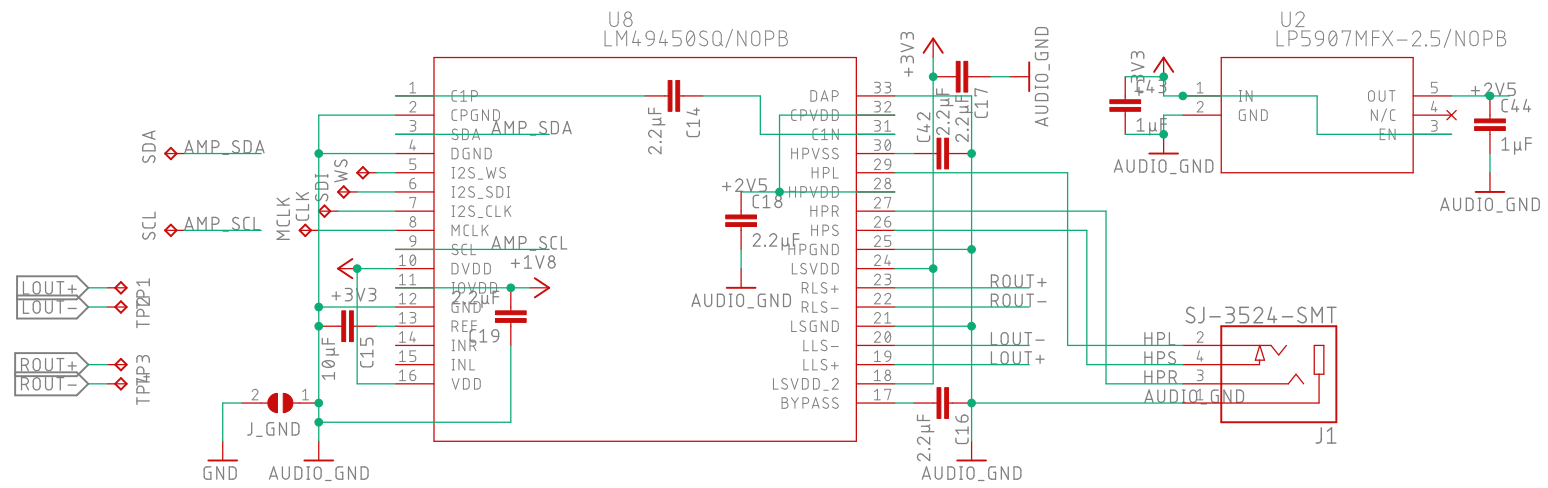 U8
LM49450SQ/NOPB
1
C1P
2
CPGND
3
SDA
AMP_SDA
4
DGND
5
I2S_WS
6
I2S_SDI
7
I2S_CLK
8
MCLK
9
SCL
AMP_SCL
10
DVDD
11
IOVDD
12
GND
13
REF
14
INR
15
INL
16
VDD
33
DAP
32
CPVDD
31
C1N
30
HPVSS
29
HPL
28
HPVDD
27
HPR
26
HPS
25
HPGND
24
LSVDD
23
RLS+
22
RLS-
21
LSGND
20
LLS-
19
LLS+
18
LSVDD_2
17
BYPASS
SDA
AMP_SDA
SCL
AMP_SCL
WS
SDI
CLK
MCLK
LOUT+
LOUT-
TP1
TP2
ROUT+
ROUT-
TP3
TP4
2
1
J_GND
GND
AUDIO_GND
+3V3
10µF
C15
+1V8
2.2µF
C19
2.2µF
C14
+2V5
C18
2.2µF
AUDIO_GND
+3V3
2.2µF
C17
AUDIO_GND
C42
2.2µF
ROUT+
ROUT-
LOUT-
LOUT+
2.2µF
C16
AUDIO_GND
U2
LP5907MFX-2.5/NOPB
1
IN
2
GND
OUT
5
N/C
4
EN
3
+3V3
C43
1µF
AUDIO_GND
+2V5
C44
1µF
AUDIO_GND
SJ-3524-SMT
HPL
2
HPS
4
HPR
3
AUDIO_GND
1
J1